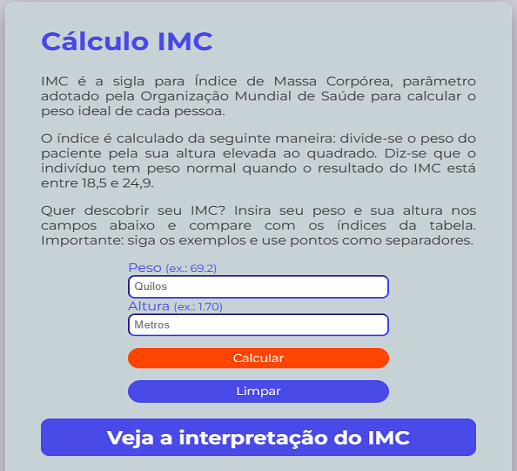 Cálculo IMC
IMC é a sigla para Índice de Massa Corpórea, parâmetro
adotado pela Organização Mundial de Saúde para calcular o
peso ideal de cada pessoa.
O índice é calculado da seguinte maneira: divide-se o peso do
paciente pela sua altura elevada ao quadrado. Diz-se que o
indivíduo tem peso normal quando o resultado do IMC está
entre 18,5 e 24,9.
Quer descobrir seu IMC? Insira seu peso e sua altura nos
campos abaixo e compare com os índices da tabela.
Importante: siga os exemplos e use pontos como separadores.
Peso (ex.: 69.2)
Quilos
Altura (ex.: 1.70)
Metros
Calcular
Limpar
Veja a interpretação do IMC